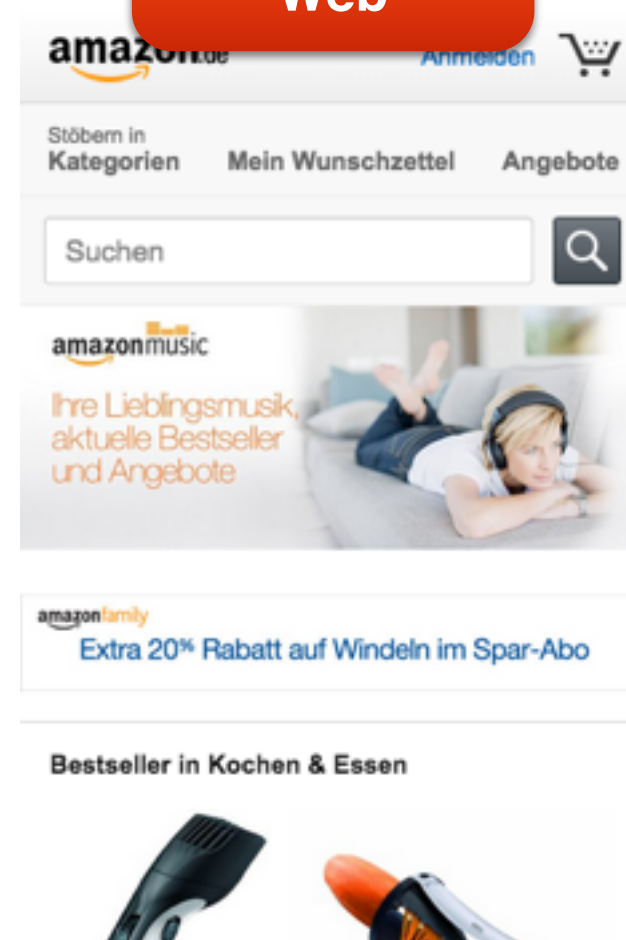 Web
amazon.de
Anmelden
Stöbern in
Kategorien
Mein Wunschzettel
Angebote
Suchen
amazonmusic
Ihre Lieblingsmusik,
aktuelle Bestseller
und Angebote
amazonfamily
Extra 20% Rabatt auf Windeln im Spar-Abo
Bestseller in Kochen & Essen